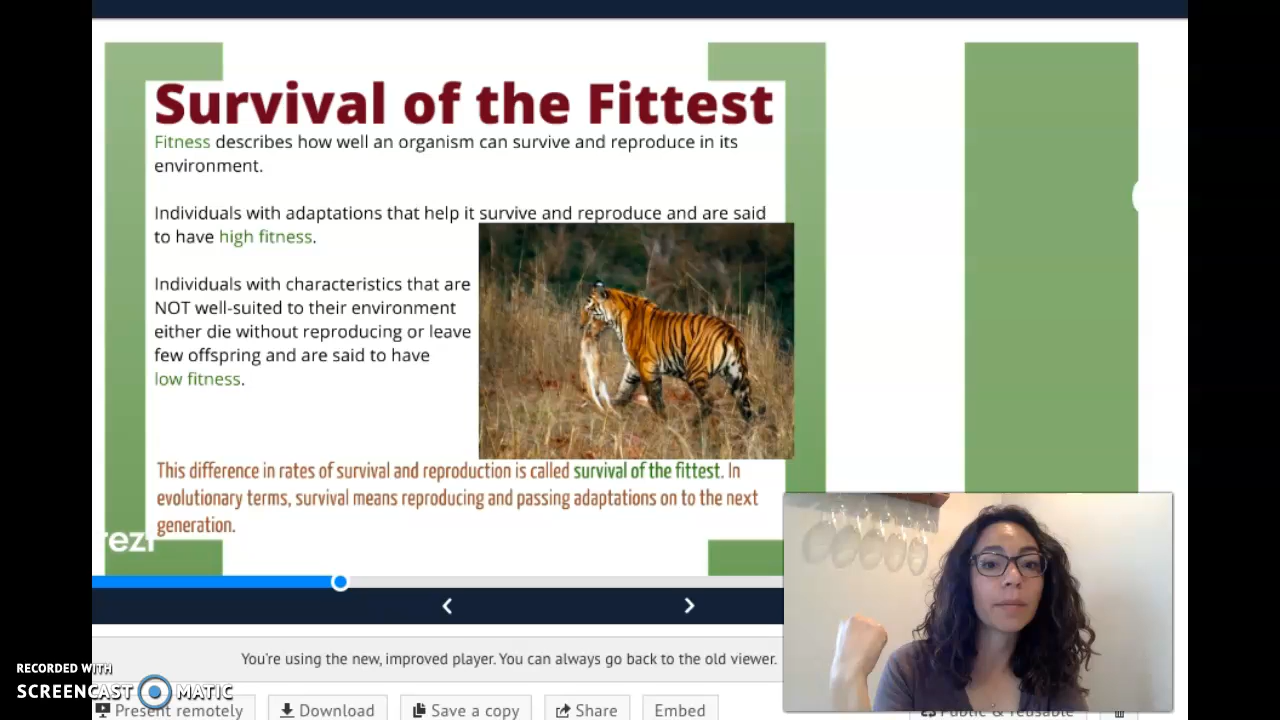 Survival of the Fittest
Fitness describes how well an organism can survive and reproduce in its
environment.
Individuals with adaptations that help it survive and reproduce and are said
to have high fitness.
Individuals with characteristics that are
NOT well-suited to their environment
either die without reproducing or leave
few offspring and are said to have
low fitness.
This difference in rates of survival and reproduction is called survival of the fittest. In
evolutionary terms, survival means reproducing and passing adaptations on to the next
generation.
You're using the new, improved player. You can always go back to the old viewer.
RECORDED WITH
SCREENCAST MATIC
Present remotely
Download
Save a copy
Share
Embed
Public & reusable